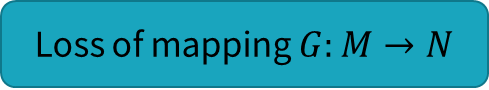 Loss of mapping G: M → N